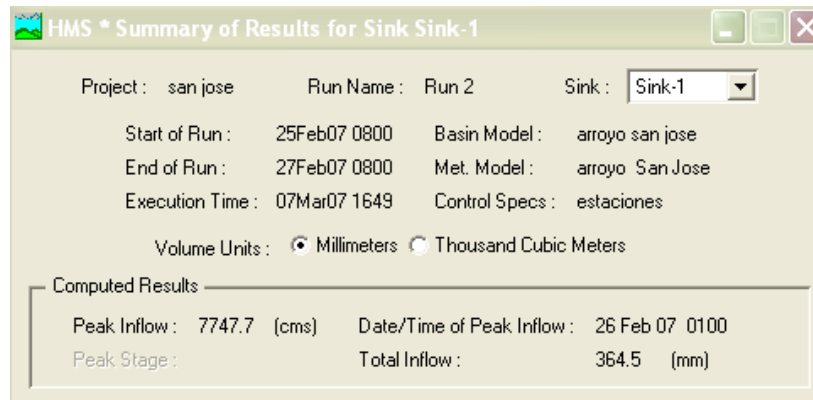 HMS * Summary of Results for Sink Sink-1
Project : san jose Run Name : Run 2 Sink : Sink-1
Start of Run : 25Feb07 0800 Basin Model : arroyo san jose
End of Run : 27Feb07 0800 Met. Model : arroyo San Jose
Execution Time : 07Mar07 1649 Control Specs : estaciones
Volume Units : Millimeters Thousand Cubic Meters
Computed Results
Peak Inflow : 7747.7 (cms) Date/Time of Peak Inflow : 26 Feb 07 0100
Peak Stage : Total Inflow : 364.5 (mm)